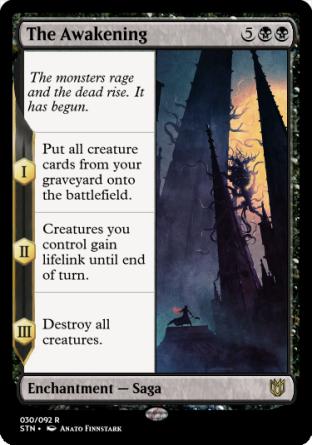 The Awakening 5
The monsters rage
and the dead rise. It
has begun.
I
Put all creature
cards from your
graveyard onto
the battlefield.
II
Creatures you
control gain
lifelink until end
of turn.
III
Destroy all
creatures.
Enchantment — Saga
030/092 R
STN • Anato Finnstark